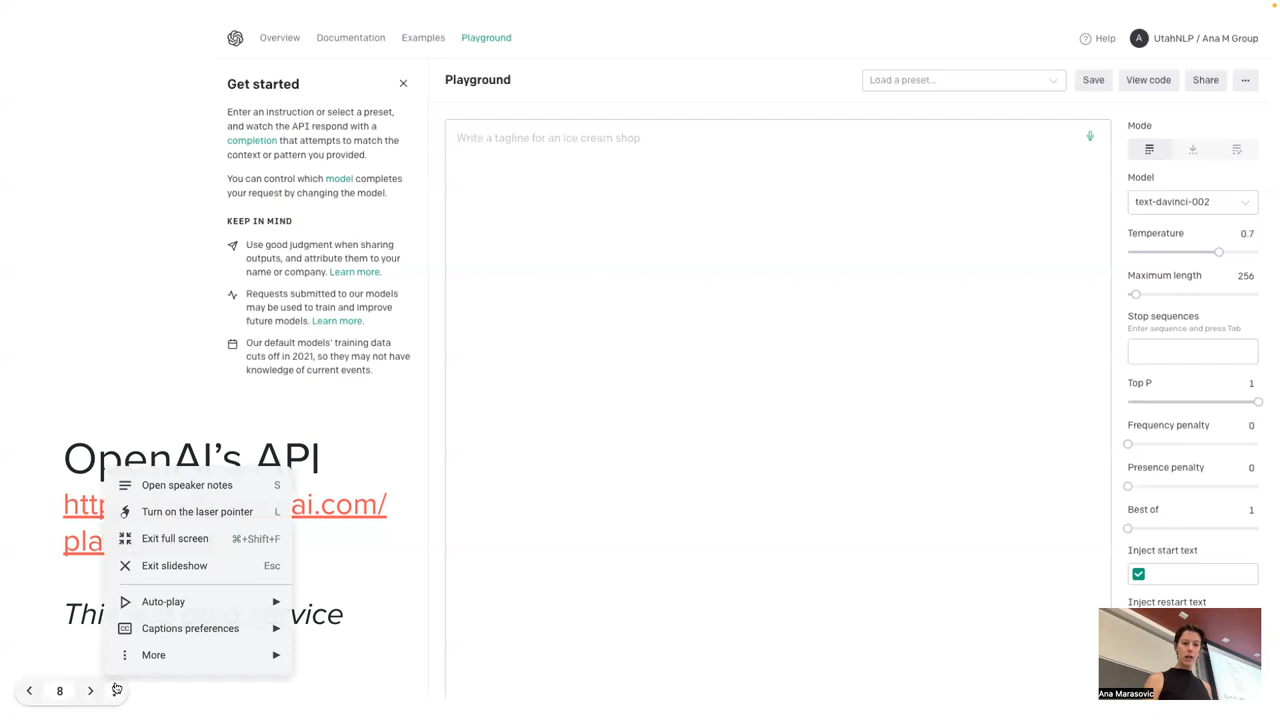 Overview Documentation Examples Playground
Help A UtahNLP / Ana M Group
Get started
Enter an instruction or select a preset,
and watch the API respond with a
completion that attempts to match the
context or pattern you provided.
You can control which model completes
your request by changing the model.
KEEP IN MIND
Use good judgment when sharing
outputs, and attribute them to your
name or company. Learn more.
Requests submitted to our models
may be used to train and improve
future models. Learn more.
Our default models' training data
cuts off in 2021, so they may not have
knowledge of current events.
Playground
Load a preset...
Save
View code
Share
Write a tagline for an ice cream shop.
Mode
Model
text-davinci-002
Temperature 0.7
Maximum length 256
Stop sequences
Enter sequence and press Tab
Top P 1
Frequency penalty 0
Presence penalty 0
Best of 1
Inject start text
Inject restart text
OpenAI's API
ai.com/
Open speaker notes S
Turn on the laser pointer L
Exit full screen ⌘+Shift+F
Exit slideshow Esc
Auto-play
Captions preferences
More
8
Ana Marasovic